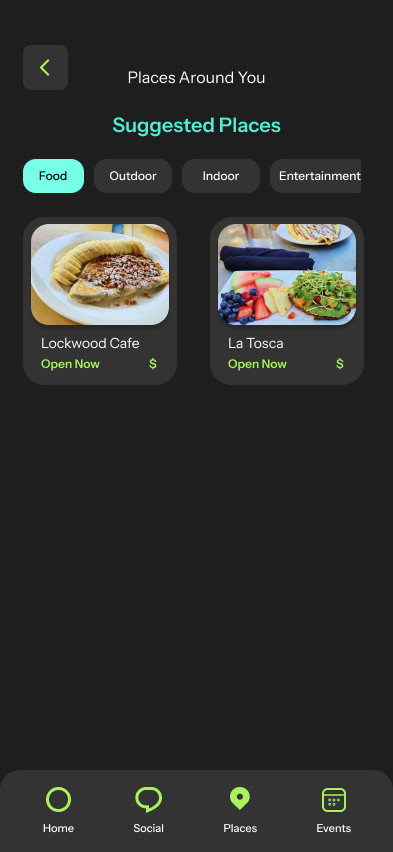 Places Around You
Suggested Places
Food Outdoor Indoor Entertainment
Lockwood Cafe La Tosca
Open Now $ Open Now $
Home Social Places Events